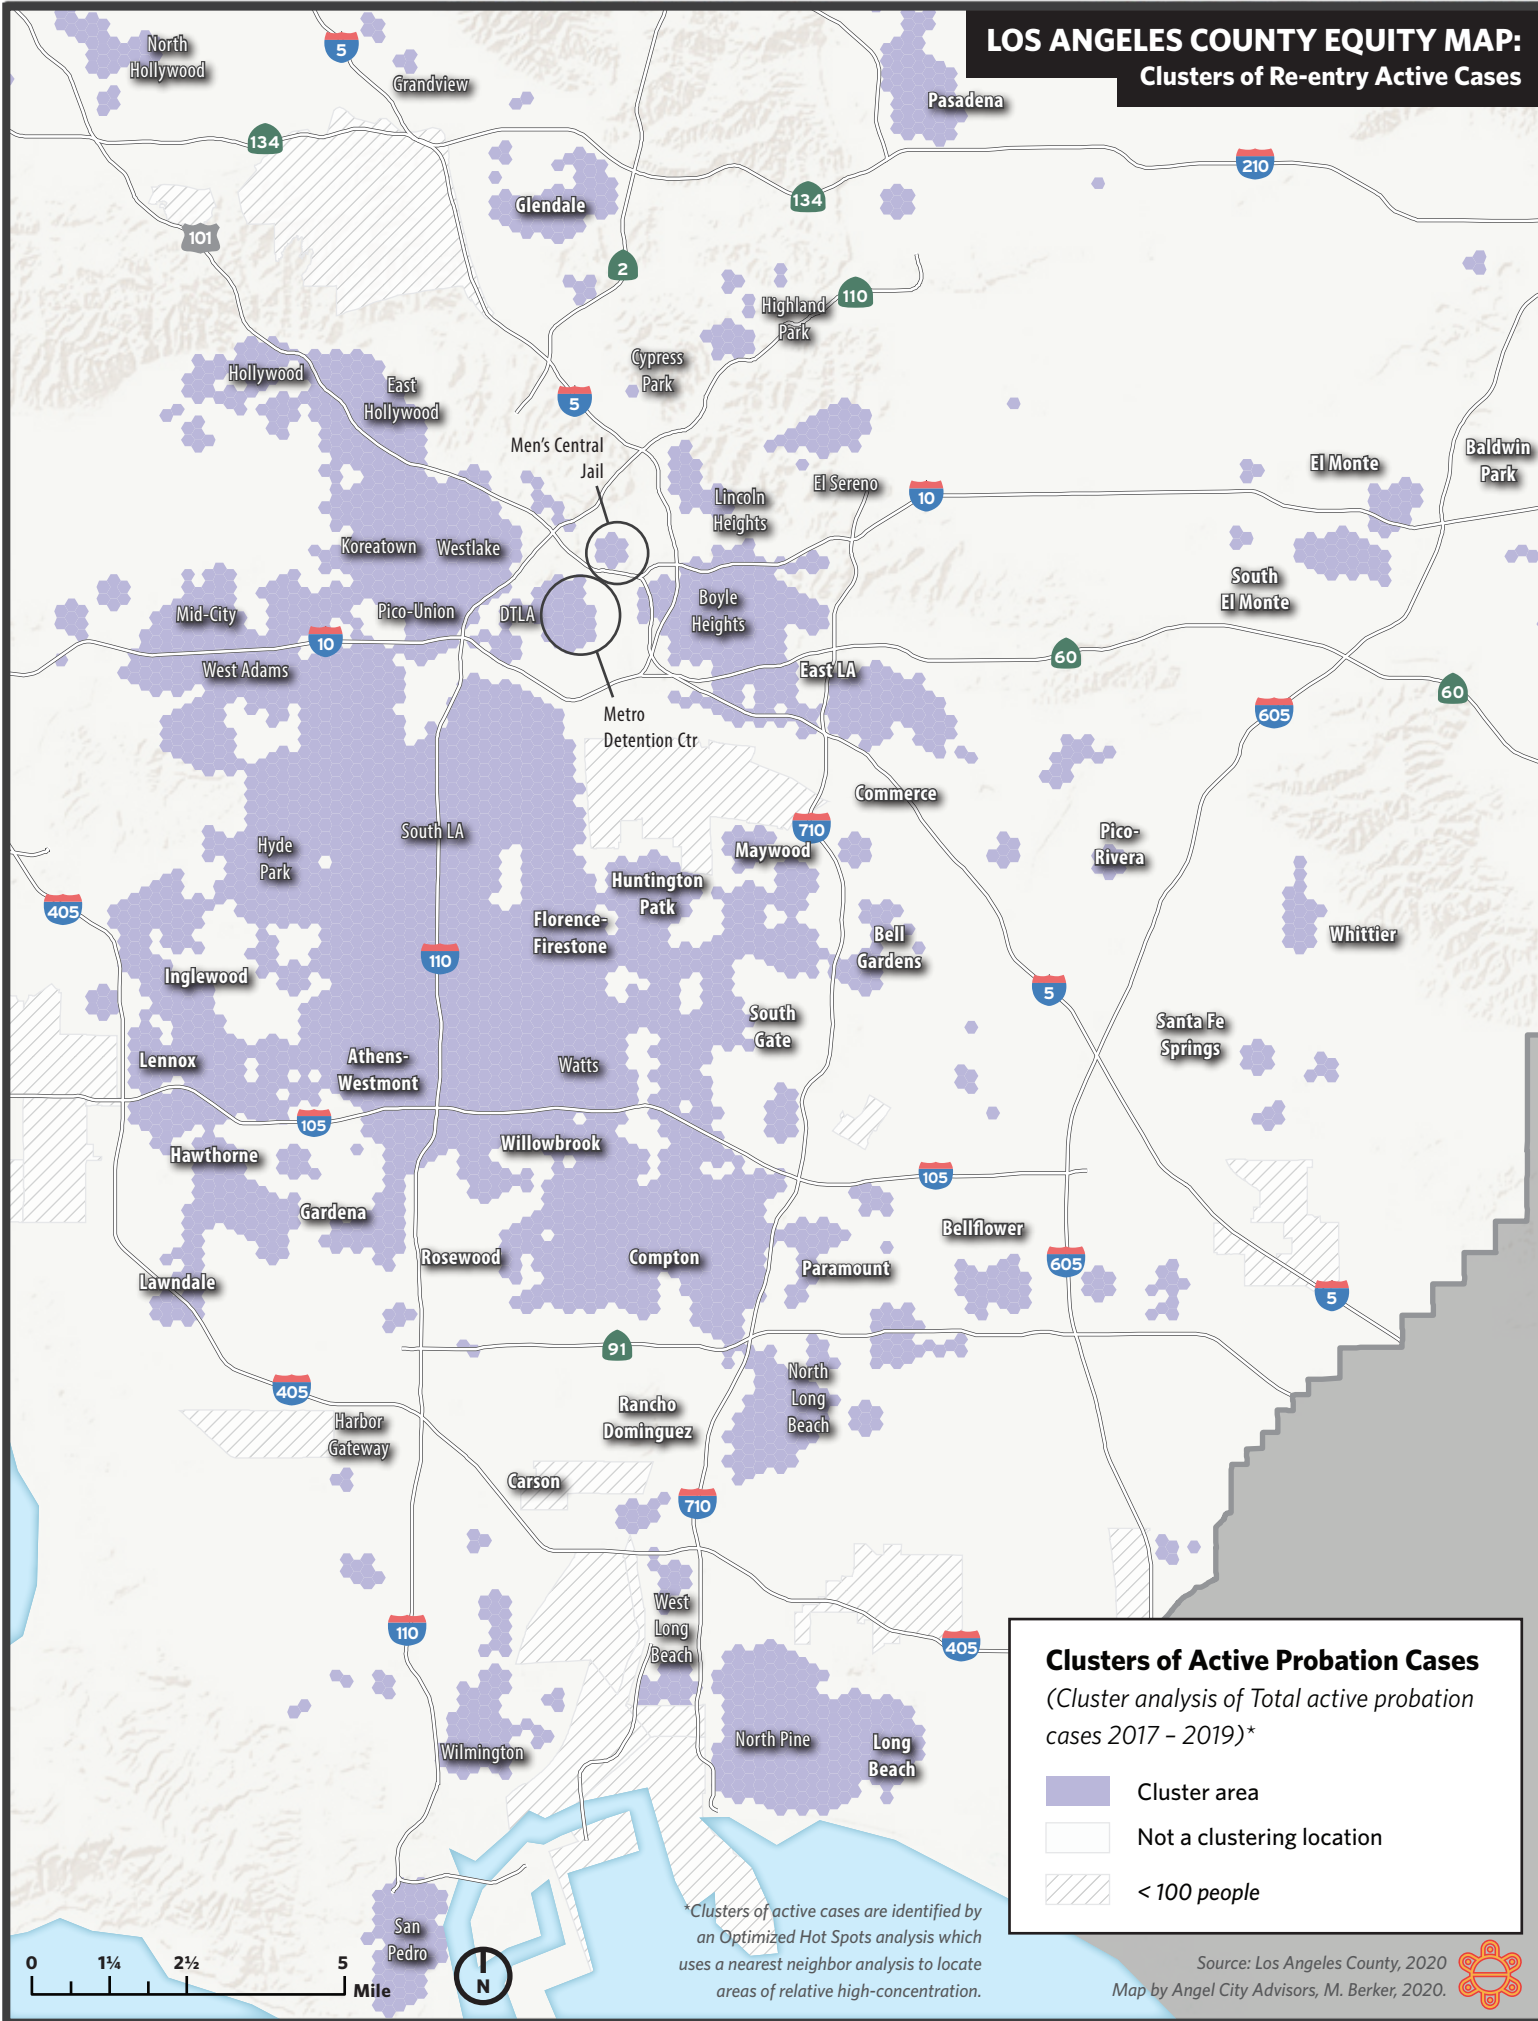 LOS ANGELES COUNTY EQUITY MAP:
Clusters of Re-entry Active Cases
North
Hollywood
5
Grandview
Pasadena
134
210
134
Glendale
101
2
110
Highland
Park
Cypress
Park
Hollywood
East
Hollywood
5
Men's Central
Jail
Baldwin
Park
El Monte
El Sereno
10
Lincoln
Heights
Koreatown
Westlake
South
El Monte
Boyle
Heights
Mid-City
Pico-Union
DTLA
10
60
West Adams
East LA
60
605
Metro
Detention Ctr
Commerce
South LA
710
Pico-
Rivera
Hyde
Park
Maywood
Huntington
Patk
405
Florence-
Firestone
Bell
Gardens
Whittier
110
Inglewood
5
South
Gate
Santa Fe
Springs
Lennox
Athens-
Westmont
Watts
105
Willowbrook
Hawthorne
105
Gardena
Bellflower
Rosewood
Compton
Paramount
605
Lawndale
5
91
North
Long
Beach
405
Rancho
Dominguez
Harbor
Gateway
Carson
710
West
Long
Beach
110
405
North Pine
Long
Beach
Wilmington
Clusters of Active Probation Cases
(Cluster analysis of Total active probation
cases 2017 – 2019)*
Cluster area
Not a clustering location
< 100 people
San
Pedro
*Clusters of active cases are identified by
an Optimized Hot Spots analysis which
uses a nearest neighbor analysis to locate
areas of relative high-concentration.
0 1¼ 2½ 5
Mile
N
Source: Los Angeles County, 2020
Map by Angel City Advisors, M. Berker, 2020.